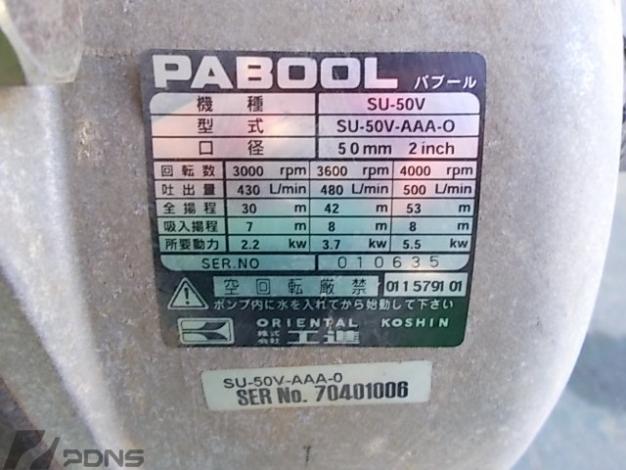 PABOOL パブール
機種 SU-50V
型式 SU-50V-AAA-O
口径 50mm 2inch
回転数 3000 rpm 3600 rpm 4000 rpm
吐出量 430 L/min 480 L/min 500 L/min
全揚程 30 m 42 m 53 m
吸入揚程 7 m 8 m 8 m
所要動力 2.2 kw 3.7 kw 5.5 kw
SER.NO 010635
空回転厳禁 011579101
ポンプ内に水を入れてから始動して下さい
ORIENTAL KOSHIN
株式会社 工進
SU-50V-AAA-0
SER No. 70401006
PDNS